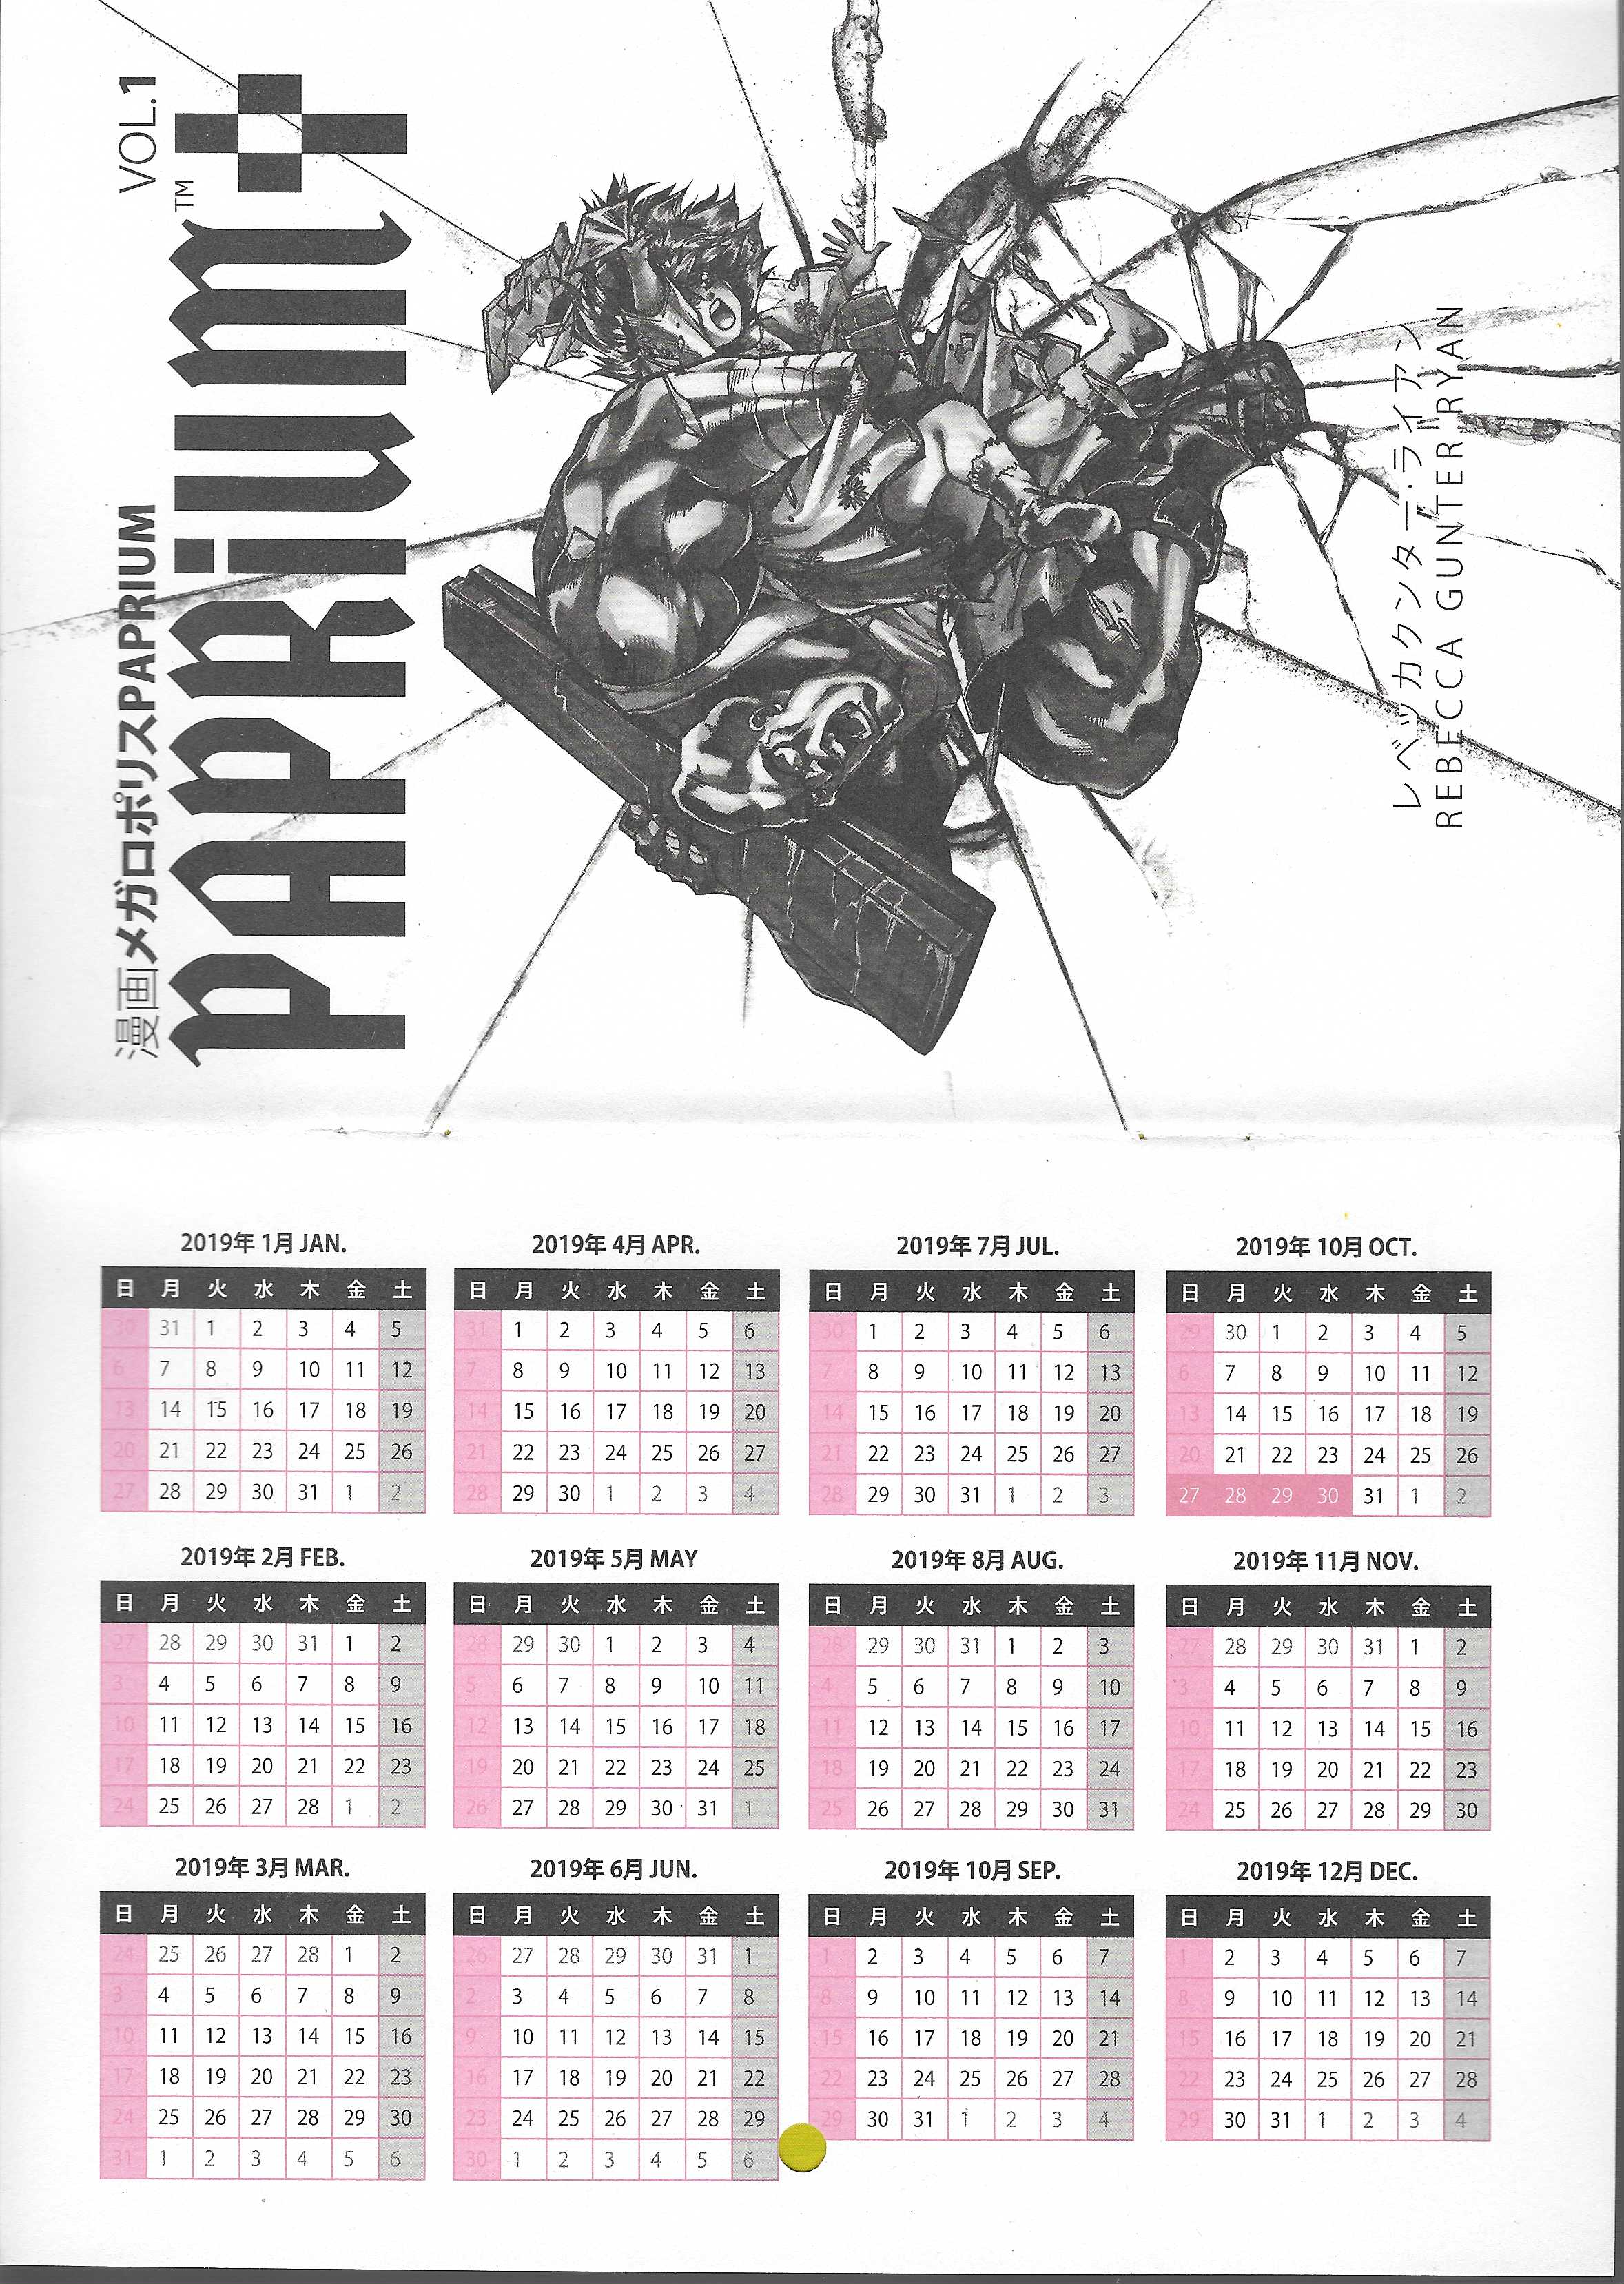 2019年 1月 JAN.
日 月 火 水 木 金 土
30 31 1 2 3 4 5
6 7 8 9 10 11 12
13 14 15 16 17 18 19
20 21 22 23 24 25 26
27 28 29 30 31 1 2
2019年 4月 APR.
日 月 火 水 木 金 土
31 1 2 3 4 5 6
7 8 9 10 11 12 13
14 15 16 17 18 19 20
21 22 23 24 25 26 27
28 29 30 1 2 3 4
2019年 7月 JUL.
日 月 火 水 木 金 土
30 1 2 3 4 5 6
7 8 9 10 11 12 13
14 15 16 17 18 19 20
21 22 23 24 25 26 27
28 29 30 31 1 2 3
2019年 10月 OCT.
日 月 火 水 木 金 土
29 30 1 2 3 4 5
6 7 8 9 10 11 12
13 14 15 16 17 18 19
20 21 22 23 24 25 26
27 28 29 30 31 1 2
2019年 2月 FEB.
日 月 火 水 木 金 土
27 28 29 30 31 1 2
3 4 5 6 7 8 9
10 11 12 13 14 15 16
17 18 19 20 21 22 23
24 25 26 27 28 1 2
2019年 5月 MAY
日 月 火 水 木 金 土
28 29 30 1 2 3 4
5 6 7 8 9 10 11
12 13 14 15 16 17 18
19 20 21 22 23 24 25
26 27 28 29 30 31 1
2019年 8月 AUG.
日 月 火 水 木 金 土
28 29 30 31 1 2 3
4 5 6 7 8 9 10
11 12 13 14 15 16 17
18 19 20 21 22 23 24
25 26 27 28 29 30 31
2019年 11月 NOV.
日 月 火 水 木 金 土
27 28 29 30 31 1 2
3 4 5 6 7 8 9
10 11 12 13 14 15 16
17 18 19 20 21 22 23
24 25 26 27 28 29 30
2019年 3月 MAR.
日 月 火 水 木 金 土
24 25 26 27 28 1 2
3 4 5 6 7 8 9
10 11 12 13 14 15 16
17 18 19 20 21 22 23
24 25 26 27 28 29 30
31 1 2 3 4 5 6
2019年 6月 JUN.
日 月 火 水 木 金 土
26 27 28 29 30 31 1
2 3 4 5 6 7 8
9 10 11 12 13 14 15
16 17 18 19 20 21 22
23 24 25 26 27 28 29
30 1 2 3 4 5 6
2019年 10月 SEP.
日 月 火 水 木 金 土
1 2 3 4 5 6 7
8 9 10 11 12 13 14
15 16 17 18 19 20 21
22 23 24 25 26 27 28
29 30 31 1 2 3 4
2019年 12月 DEC.
日 月 火 水 木 金 土
1 2 3 4 5 6 7
8 9 10 11 12 13 14
15 16 17 18 19 20 21
22 23 24 25 26 27 28
29 30 31 1 2 3 4
漫画メガロポリスPAPRIUM VOL.1
PAPRiUM™
レベッカクンター・ライアン
REBECCA GUNTER RYAN